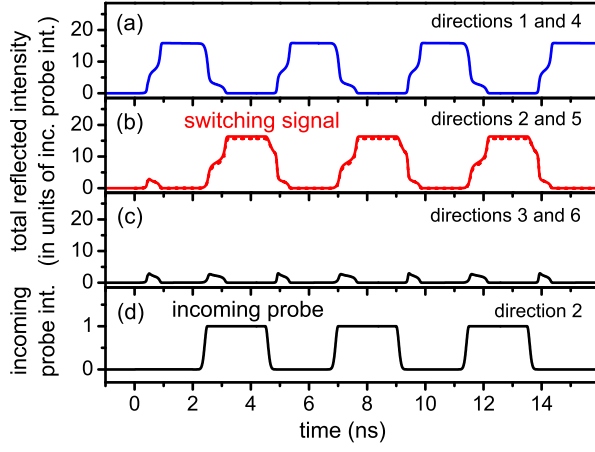 (a) directions 1 and 4
20
10
0
(b) switching signal directions 2 and 5
20
10
0
(c) directions 3 and 6
20
10
0
total reflected intensity
(in units of inc. probe int.)
(d) incoming probe direction 2
1
0
incoming
probe int.
0 2 4 6 8 10 12 14
time (ns)